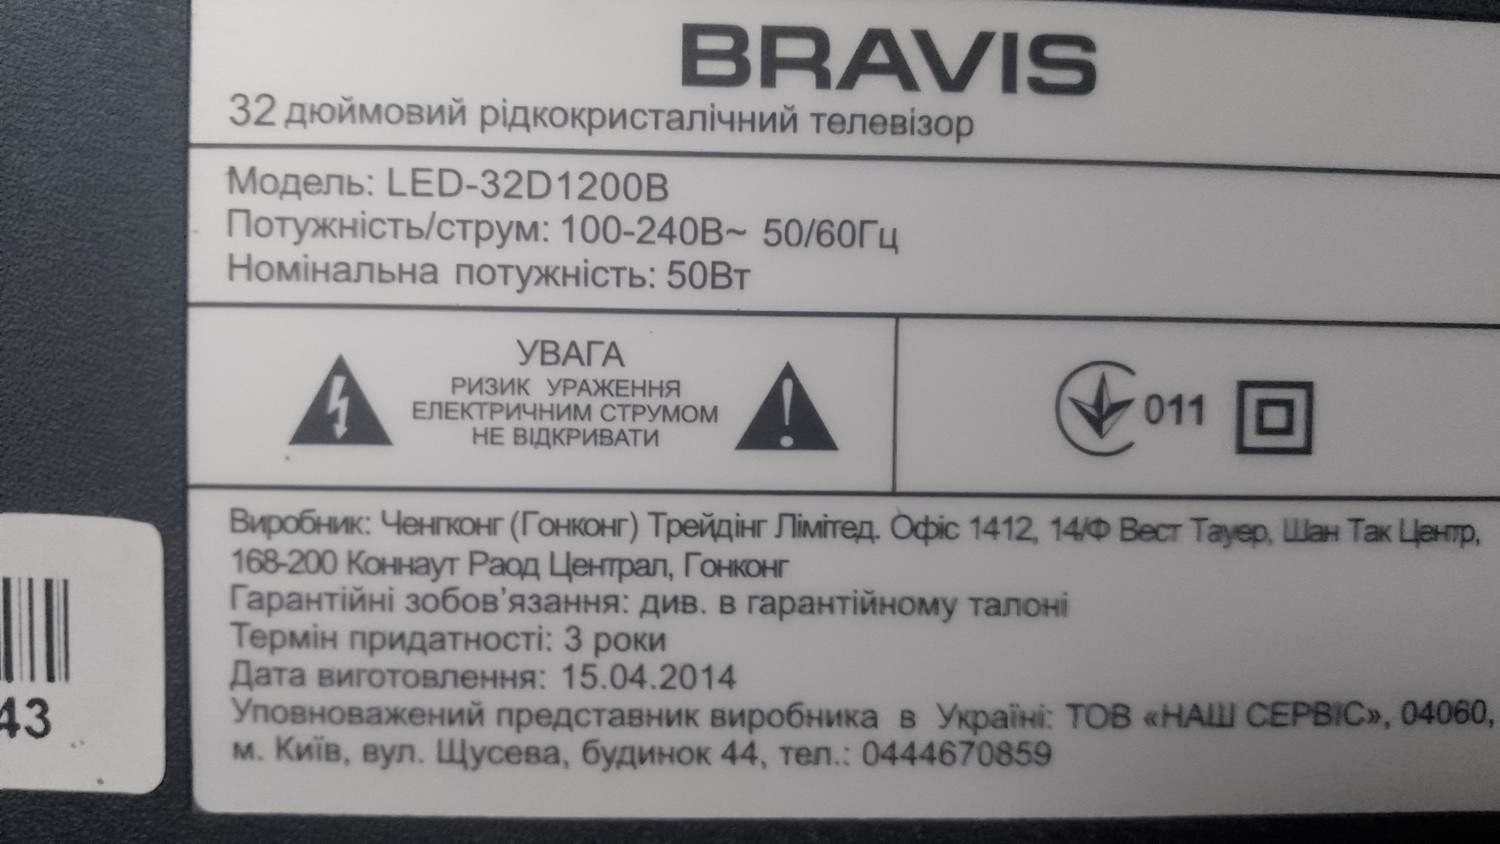 BRAVIS
32 дюймовий рідкокристалічний телевізор
Модель: LED-32D1200B
Потужність/струм: 100-240В~ 50/60Гц
Номінальна потужність: 50Вт
УВАГА
РИЗИК УРАЖЕННЯ
ЕЛЕКТРИЧНИМ СТРУМОМ
НЕ ВІДКРИВАТИ
011
Виробник: Ченгконг (Гонконг) Трейдінг Лімітед. Офіс 1412, 14/Ф Вест Тауер, Шан Так Центр,
168-200 Коннаут Раод Централ, Гонконг
Гарантійні зобов'язання: див. в гарантійному талоні
Термін придатності: 3 роки
Дата виготовлення: 15.04.2014
Уповноважений представник виробника в Україні: ТОВ «НАШ СЕРВІС», 04060,
м. Київ, вул. Щусева, будинок 44, тел.: 0444670859
43